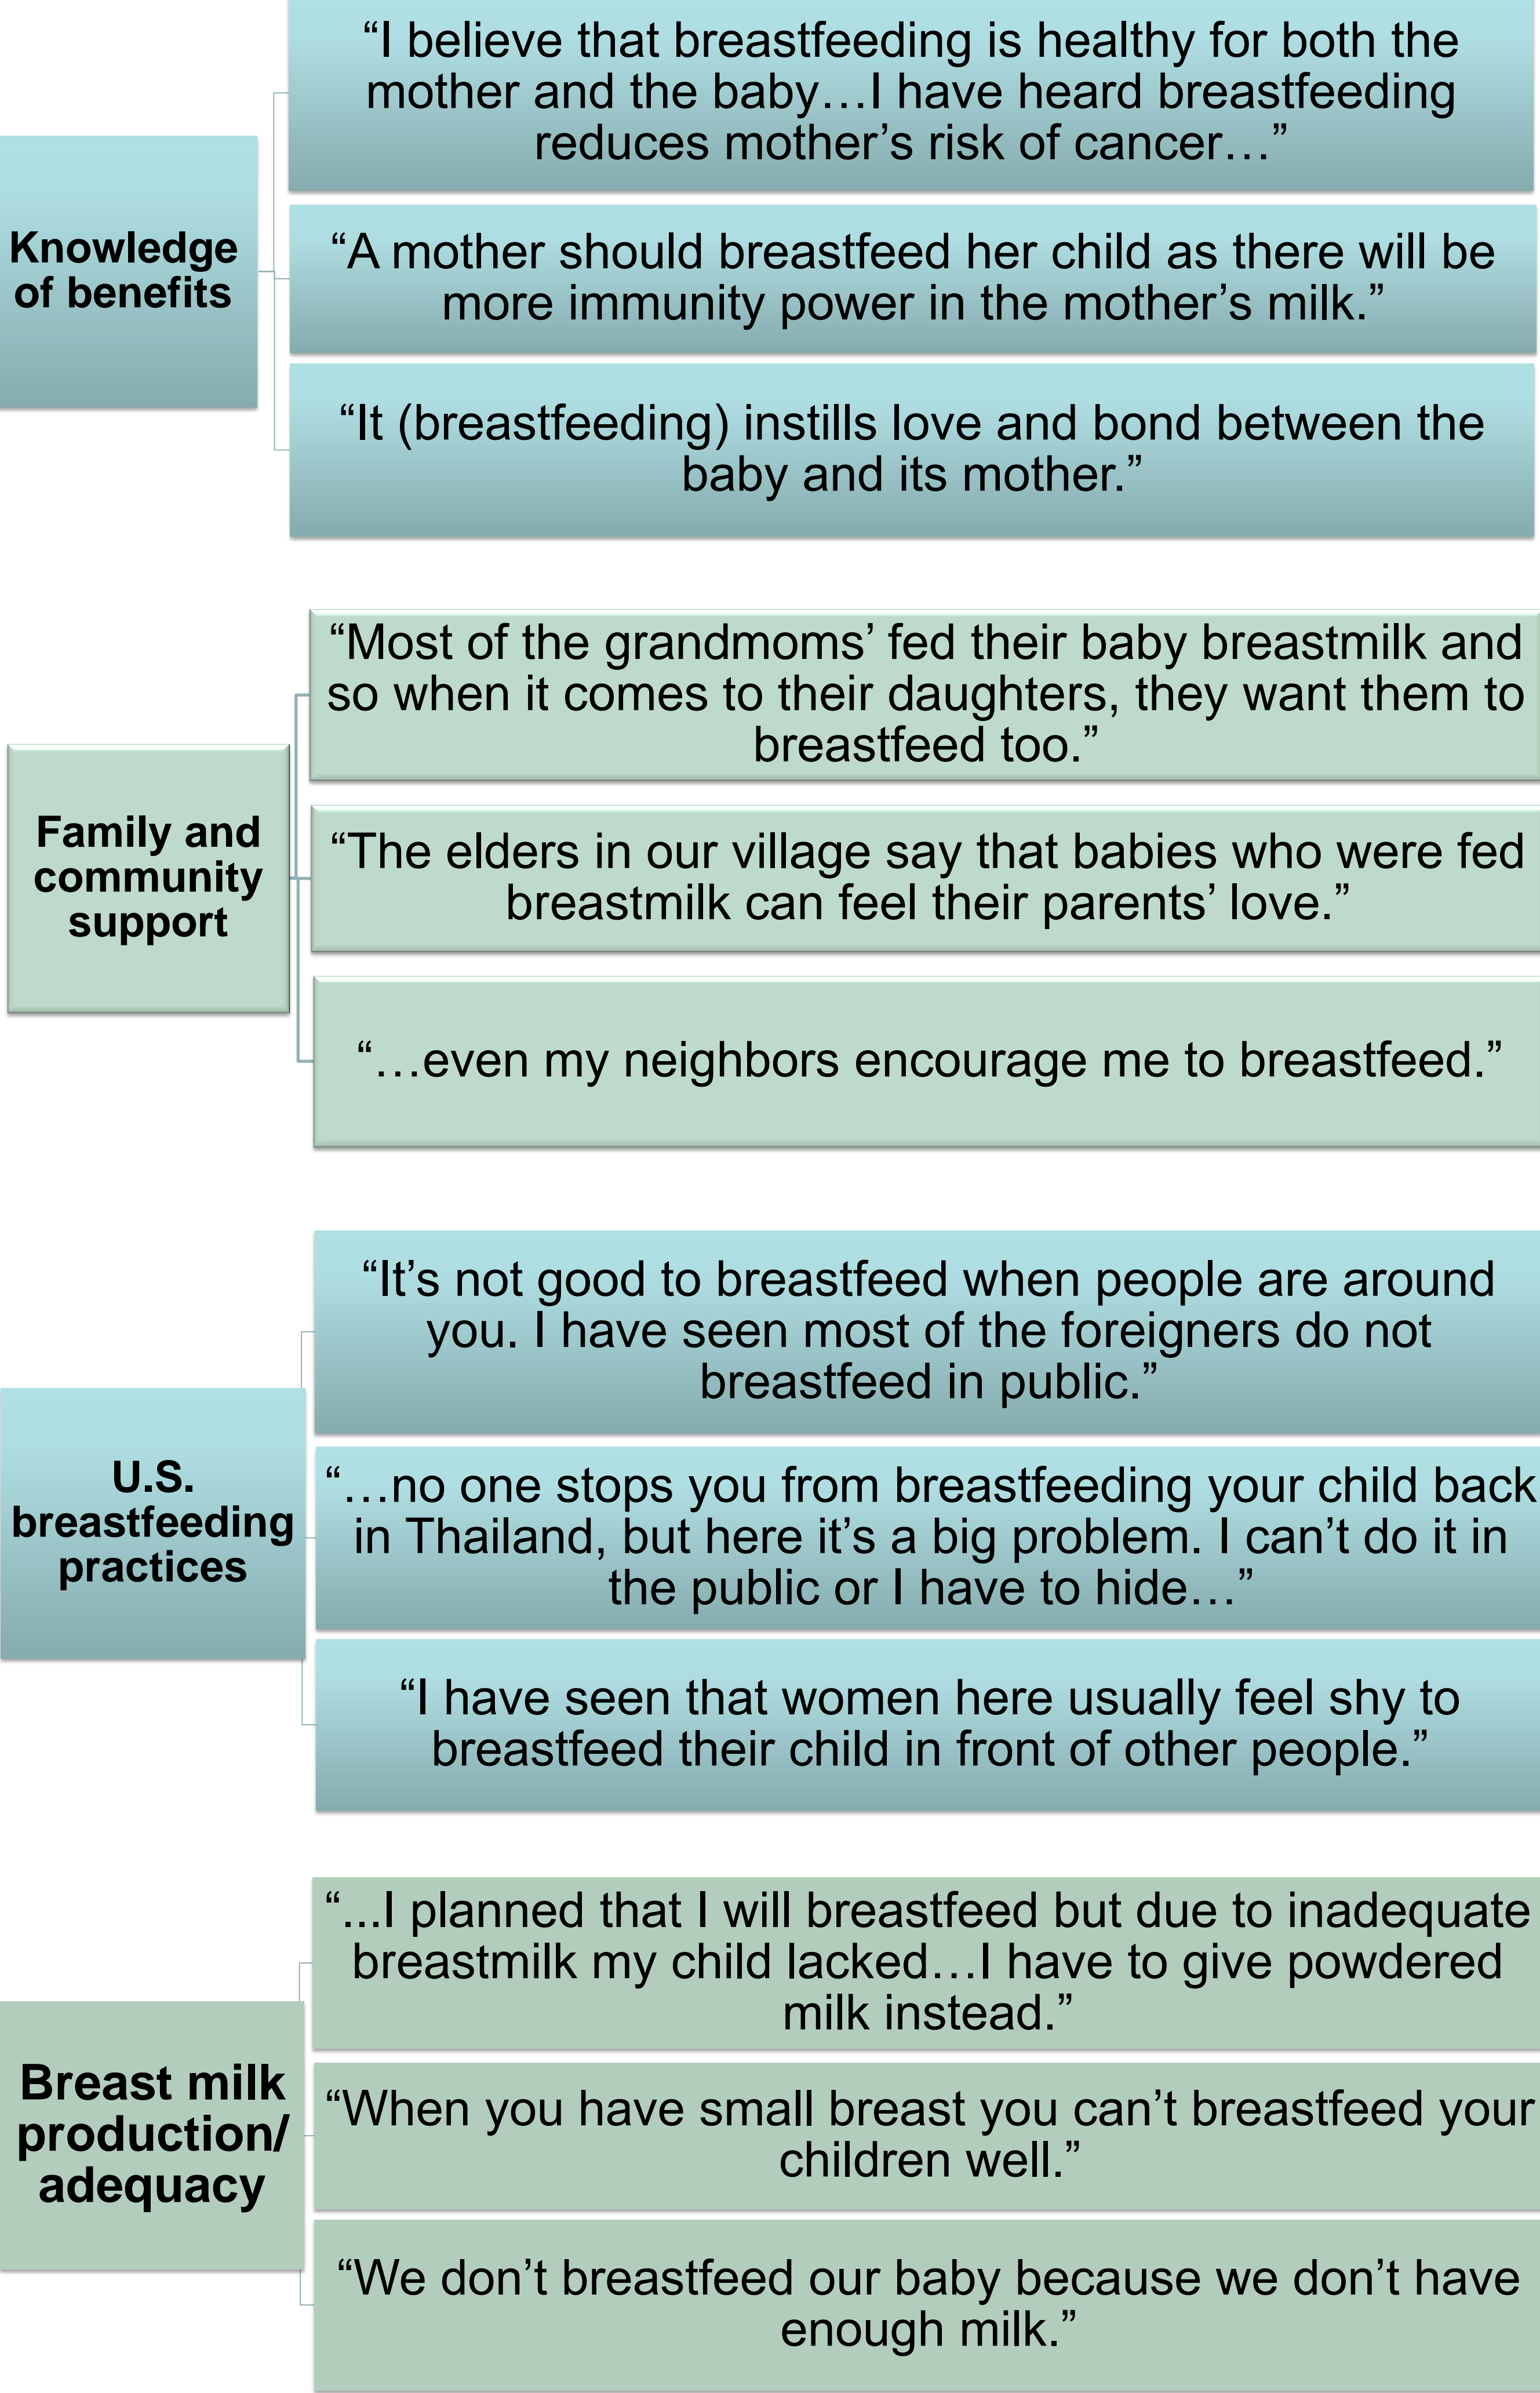 “I believe that breastfeeding is healthy for both the
mother and the baby…I have heard breastfeeding
reduces mother’s risk of cancer…”
Knowledge
of benefits
“A mother should breastfeed her child as there will be
more immunity power in the mother’s milk.”
“It (breastfeeding) instills love and bond between the
baby and its mother.”
“Most of the grandmoms’ fed their baby breastmilk and
so when it comes to their daughters, they want them to
breastfeed too.”
Family and
community
support
“The elders in our village say that babies who were fed
breastmilk can feel their parents’ love.”
“…even my neighbors encourage me to breastfeed.”
“It’s not good to breastfeed when people are around
you. I have seen most of the foreigners do not
breastfeed in public.”
U.S.
breastfeeding
practices
“…no one stops you from breastfeeding your child back
in Thailand, but here it’s a big problem. I can’t do it in
the public or I have to hide…”
“I have seen that women here usually feel shy to
breastfeed their child in front of other people.”
“...I planned that I will breastfeed but due to inadequate
breastmilk my child lacked…I have to give powdered
milk instead.”
Breast milk
production/
adequacy
“When you have small breast you can’t breastfeed your
children well.”
“We don’t breastfeed our baby because we don’t have
enough milk.”